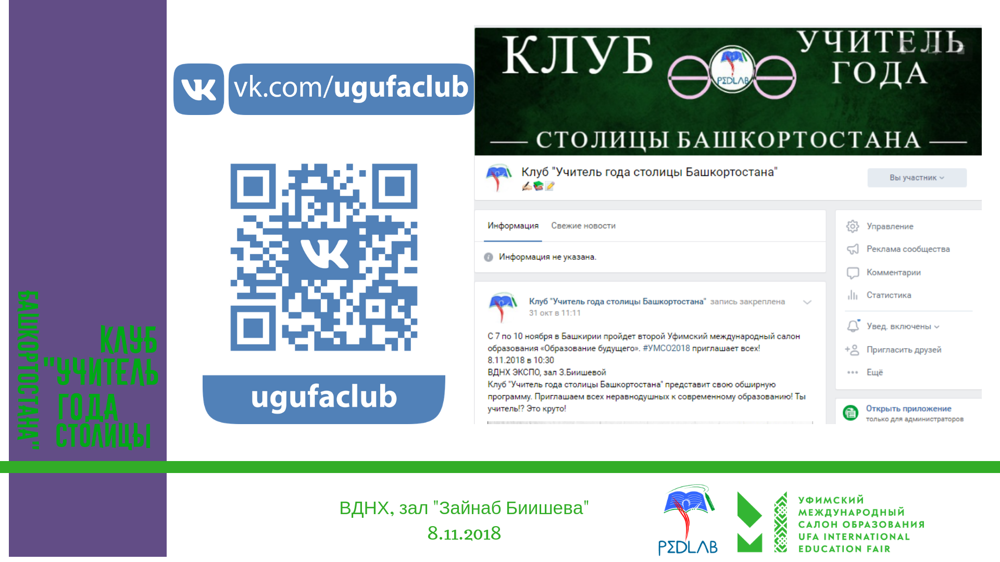 vk.com/ugufaclub
ugufaclub
КЛУБ
УЧИТЕЛЬ
ГОДА
PΣDLAB
СТОЛИЦЫ БАШКОРТОСТАНА
Клуб "Учитель года столицы Башкортостана"
Вы участник
Информация Свежие новости
Информация не указана.
Клуб "Учитель года столицы Башкортостана" запись закреплена
31 окт в 11:11
С 7 по 10 ноября в Башкирии пройдет второй Уфимский международный салон
образования «Образование будущего». #УМСО2018 приглашает всех!
8.11.2018 в 10:30
ВДНХ ЭКСПО, зал З.Биишевой
Клуб "Учитель года столицы Башкортостана" представит свою обширную
программу. Приглашаем всех неравнодушных к современному образованию! Ты
учитель!? Это круто!
Управление
Реклама сообщества
Комментарии
Статистика
Увед. включены
Пригласить друзей
Ещё
Открыть приложение
только для администраторов
КЛУБ
"УЧИТЕЛЬ
ГОДА
СТОЛИЦЫ
БАШКОРТОСТАНА"
ВДНХ, зал "Зайнаб Биишева"
8.11.2018
PΣDLΛB
УФИМСКИЙ
МЕЖДУНАРОДНЫЙ
САЛОН ОБРАЗОВАНИЯ
UFA INTERNATIONAL
EDUCATION FAIR